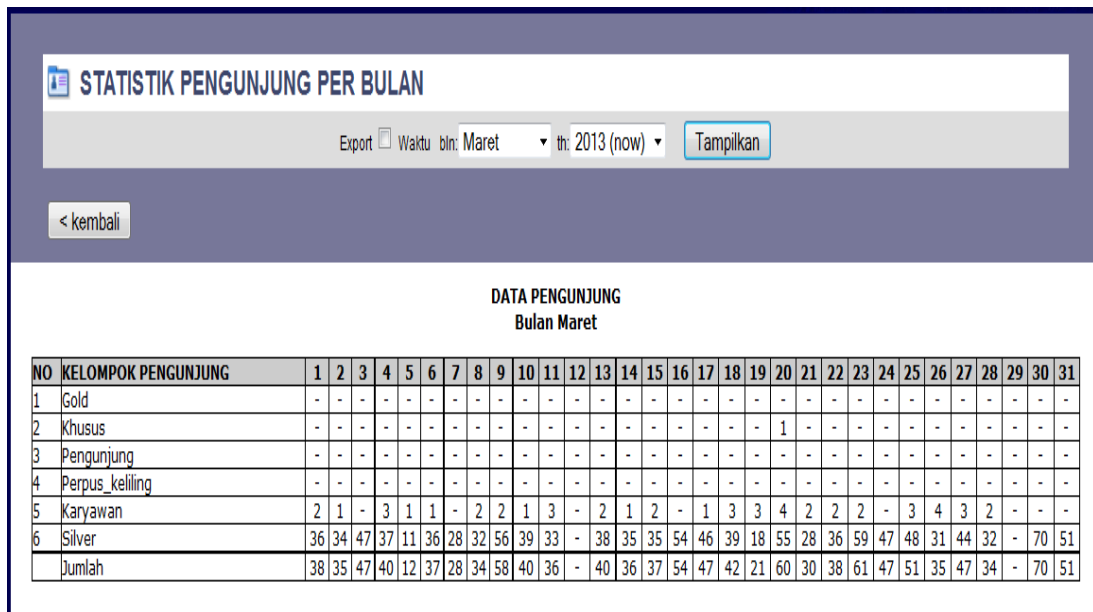 STATISTIK PENGUNJUNG PER BULAN
Export Waktu bln: Maret th: 2013 (now) Tampilkan
< kembali
DATA PENGUNJUNG
Bulan Maret
NO KELOMPOK PENGUNJUNG 1 2 3 4 5 6 7 8 9 10 11 12 13 14 15 16 17 18 19 20 21 22 23 24 25 26 27 28 29 30 31
1 Gold - - - - - - - - - - - - - - - - - - - - - - - - - - - - - - -
2 Khusus - - - - - - - - - - - - - - - - - - - 1 - - - - - - - - - - -
3 Pengunjung - - - - - - - - - - - - - - - - - - - - - - - - - - - - - - -
4 Perpus_keliling - - - - - - - - - - - - - - - - - - - - - - - - - - - - - - -
5 Karyawan 2 1 - 3 1 1 - 2 2 1 3 - 2 1 2 - 1 3 3 4 2 2 2 - 3 4 3 2 - - -
6 Silver 36 34 47 37 11 36 28 32 56 39 33 - 38 35 35 54 46 39 18 55 28 36 59 47 48 31 44 32 - 70 51
Jumlah 38 35 47 40 12 37 28 34 58 40 36 - 40 36 37 54 47 42 21 60 30 38 61 47 51 35 47 34 - 70 51